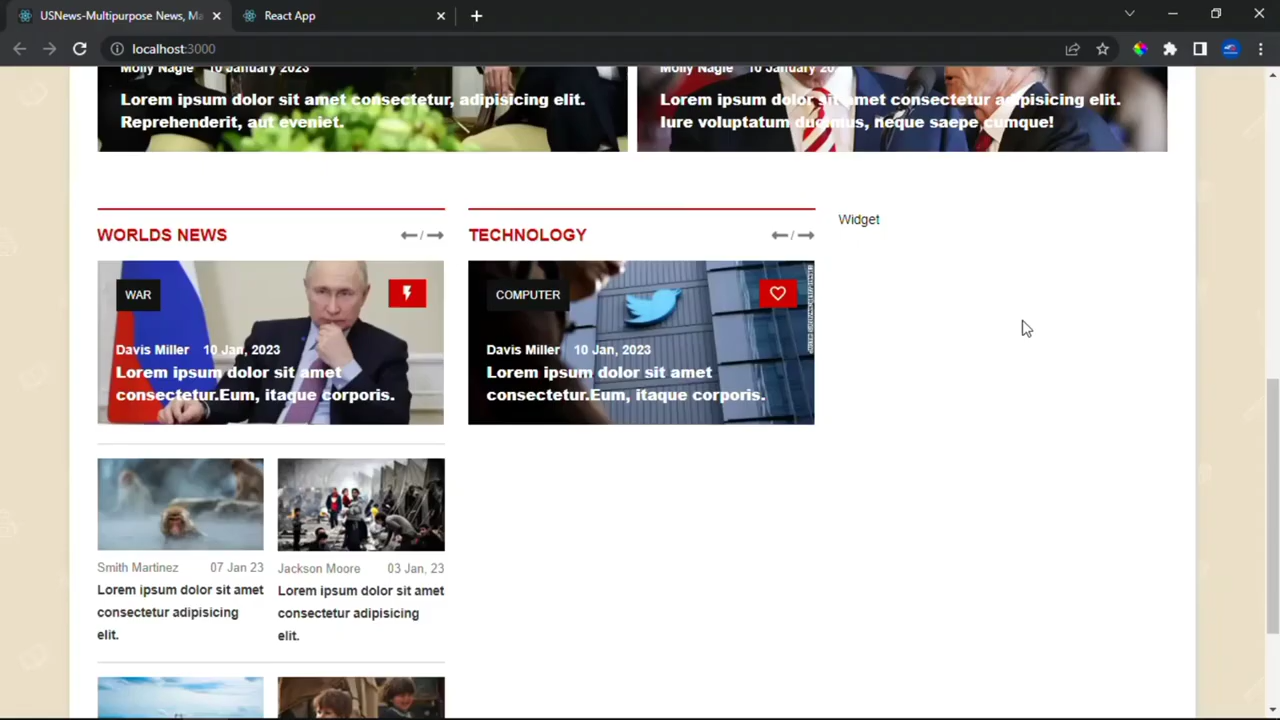 USNews-Multipurpose News, Ma
React App
localhost:3000
Molly Nagle 10 January 2023
Lorem ipsum dolor sit amet consectetur, adipisicing elit.
Reprehenderit, aut eveniet.
Molly Nagle 10 January 20
Lorem ipsum dolor sit amet consectetur adipisicing elit.
Iure voluptatum ducimus, neque saepe cumque!
WORLDS NEWS
/
WAR
Davis Miller 10 Jan, 2023
Lorem ipsum dolor sit amet
consectetur.Eum, itaque corporis.
Smith Martinez 07 Jan 23
Lorem ipsum dolor sit amet
consectetur adipisicing
elit.
Jackson Moore 03 Jan, 23
Lorem ipsum dolor sit amet
consectetur adipisicing
elit.
TECHNOLOGY
/
COMPUTER
Davis Miller 10 Jan, 2023
Lorem ipsum dolor sit amet
consectetur.Eum, itaque corporis.
Widget